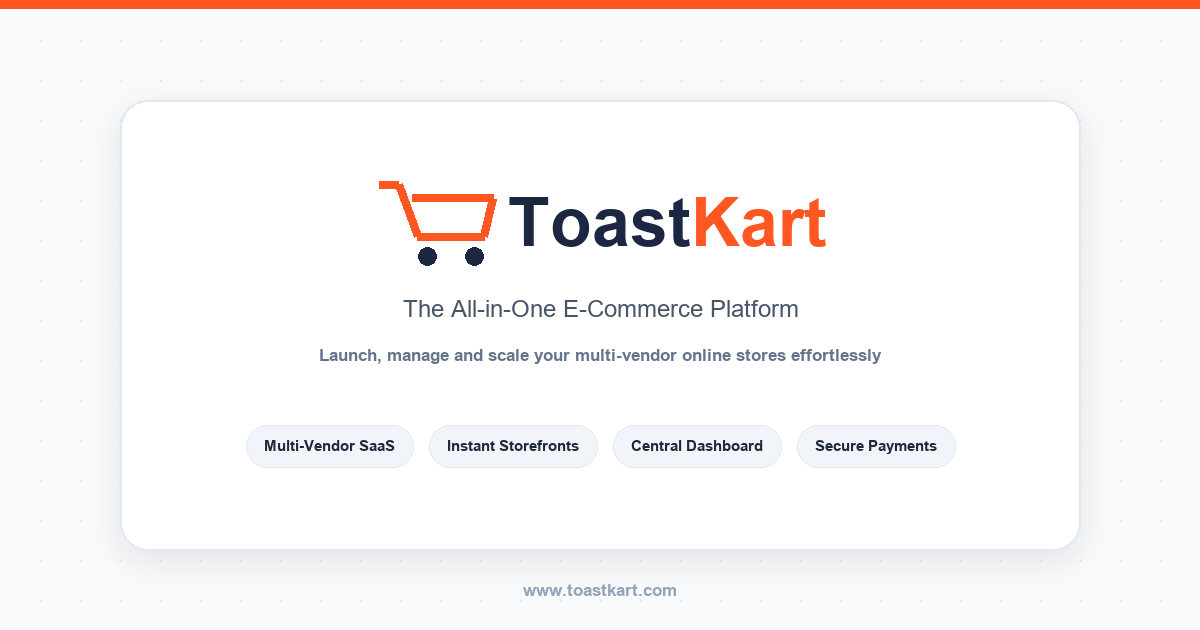 ToastKart
The All-in-One E-Commerce Platform
Launch, manage and scale your multi-vendor online stores effortlessly
Multi-Vendor SaaS
Instant Storefronts
Central Dashboard
Secure Payments
www.toastkart.com